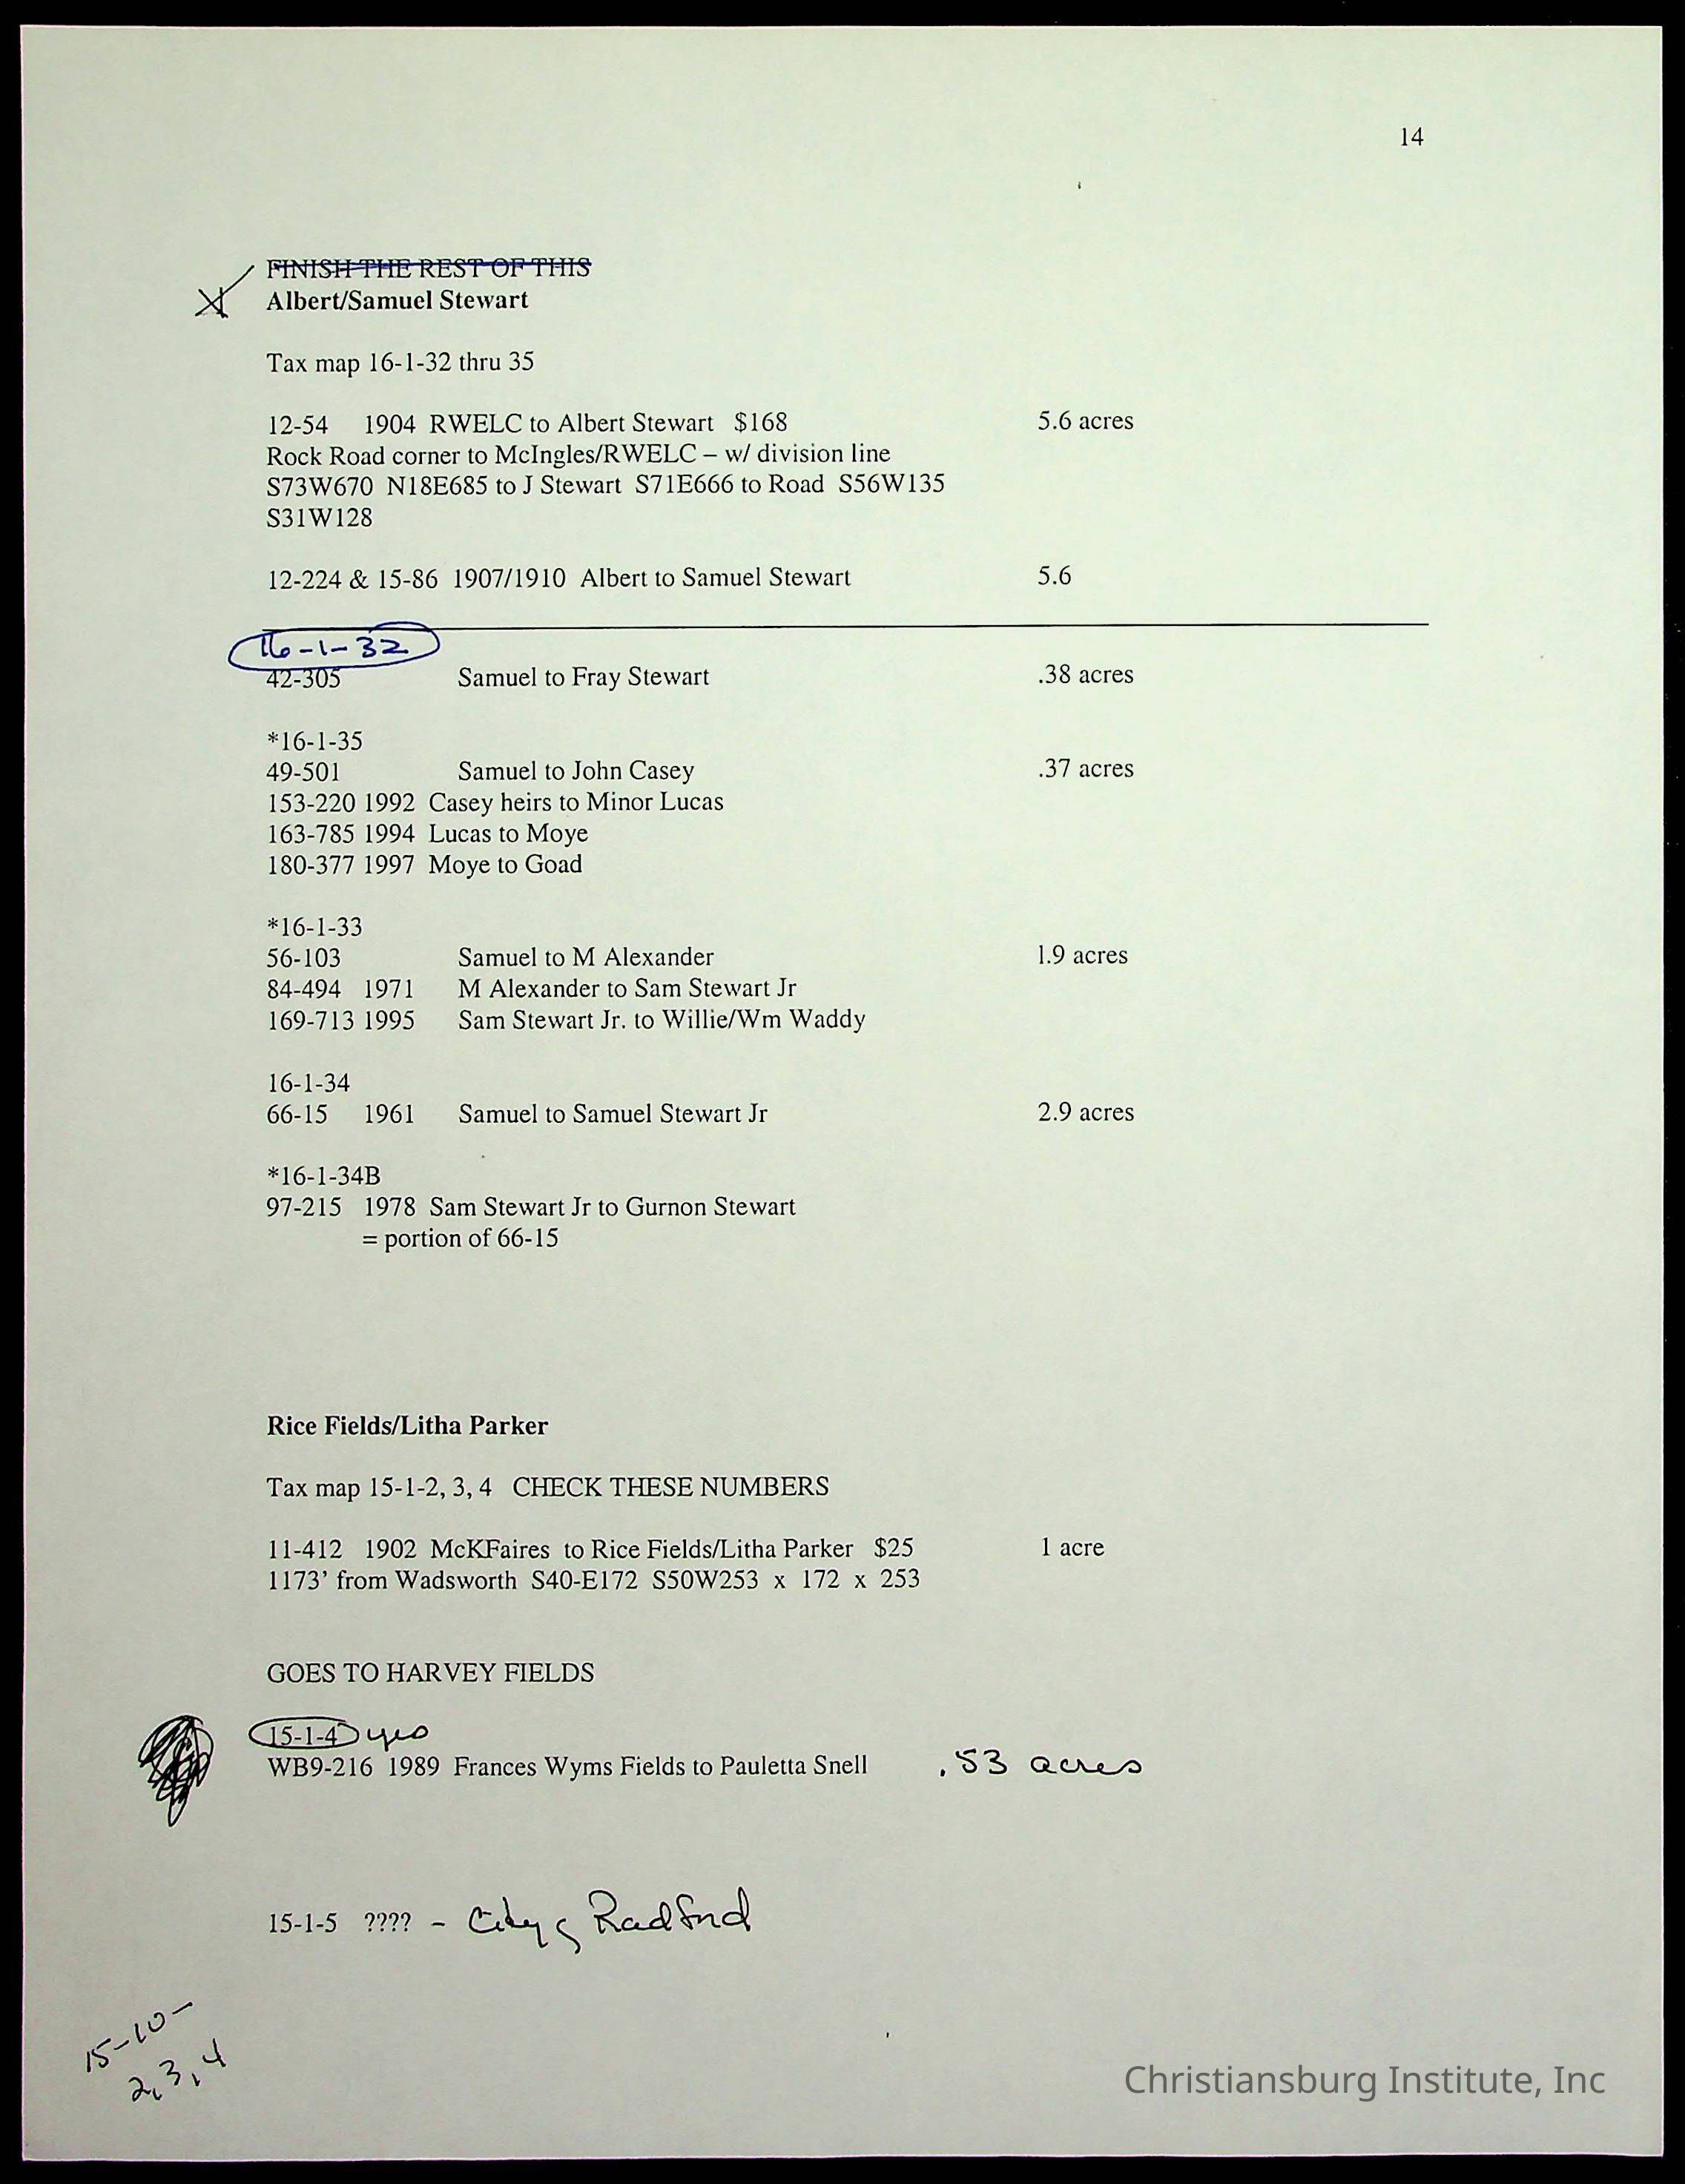 14
FINISH THE REST OF THIS
Albert/Samuel Stewart
Tax map 16-1-32 thru 35
12-54 1904 RWELC to Albert Stewart $168 5.6 acres
Rock Road corner to McIngles/RWELC – w/ division line
S73W670 N18E685 to J Stewart S71E666 to Road S56W135
S31W128
12-224 & 15-86 1907/1910 Albert to Samuel Stewart 5.6
16-1-32
42-305 Samuel to Fray Stewart .38 acres
*16-1-35
49-501 Samuel to John Casey .37 acres
153-220 1992 Casey heirs to Minor Lucas
163-785 1994 Lucas to Moye
180-377 1997 Moye to Goad
*16-1-33
56-103 Samuel to M Alexander 1.9 acres
84-494 1971 M Alexander to Sam Stewart Jr
169-713 1995 Sam Stewart Jr. to Willie/Wm Waddy
16-1-34
66-15 1961 Samuel to Samuel Stewart Jr 2.9 acres
*16-1-34B
97-215 1978 Sam Stewart Jr to Gurnon Stewart
= portion of 66-15
Rice Fields/Litha Parker
Tax map 15-1-2, 3, 4 CHECK THESE NUMBERS
11-412 1902 McKFaires to Rice Fields/Litha Parker $25 1 acre
1173’ from Wadsworth S40-E172 S50W253 x 172 x 253
GOES TO HARVEY FIELDS
15-1-4 yes
WB9-216 1989 Frances Wyms Fields to Pauletta Snell .53 acres
15-1-5 ???? - City of Radford
15-10-
2, 3, 4
Christiansburg Institute, Inc